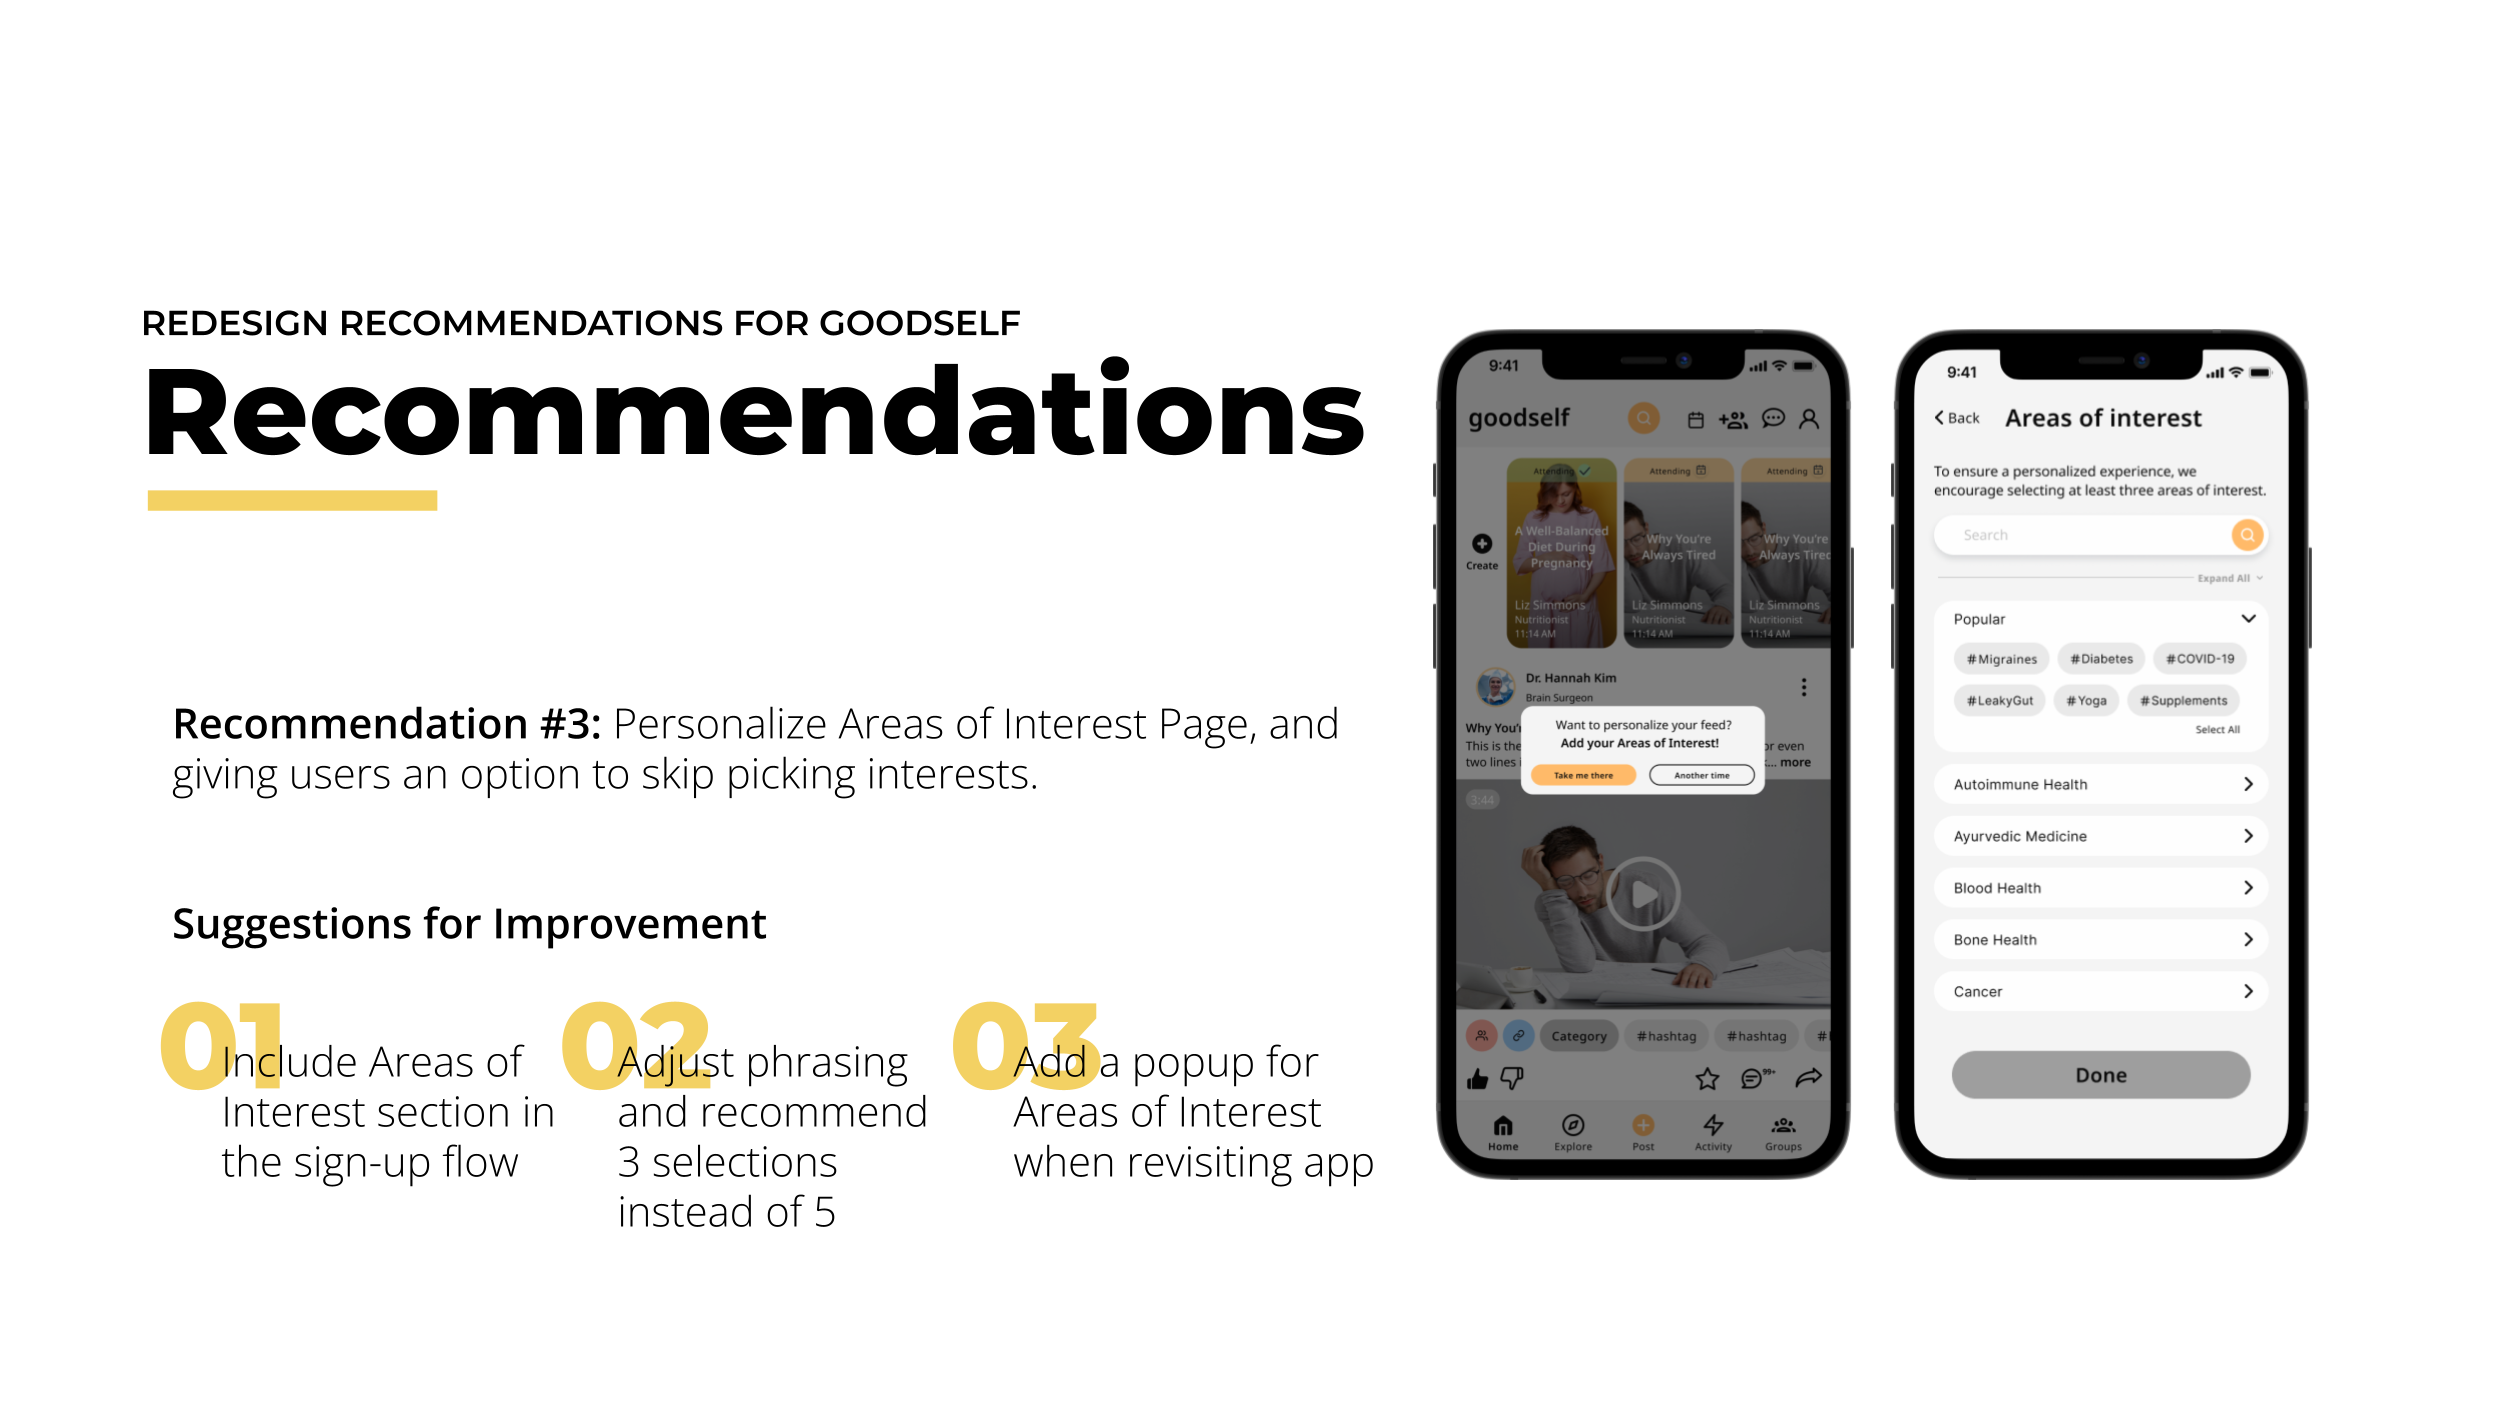 REDESIGN RECOMMENDATIONS FOR GOODSELF
Recommendations
Recommendation #3: Personalize Areas of Interest Page, and
giving users an option to skip picking interests.
Suggestions for Improvement
01
Include Areas of
Interest section in
the sign-up flow
02
Adjust phrasing
and recommend
3 selections
instead of 5
03
Add a popup for
Areas of Interest
when revisiting app
9:41
goodself
Create
Attending
A Well-Balanced
Diet During
Pregnancy
Liz Simmons
Nutritionist
11:14 AM
Attending
Why You're
Always Tired
Liz Simmons
Nutritionist
11:14 AM
Attending
Why You're
Always Tired
Liz Simmons
Nutritionist
11:14 AM
Dr. Hannah Kim
Brain Surgeon
Why You'r
This is the
or even
two lines i
... more
Want to personalize your feed?
Add your Areas of Interest!
Take me there
Another time
3:44
Category
#hashtag
#hashtag
#
99+
Home
Explore
Post
Activity
Groups
9:41
Back
Areas of interest
To ensure a personalized experience, we
encourage selecting at least three areas of interest.
Search
Expand All
Popular
#Migraines
#Diabetes
#COVID-19
#LeakyGut
#Yoga
#Supplements
Select All
Autoimmune Health
Ayurvedic Medicine
Blood Health
Bone Health
Cancer
Done